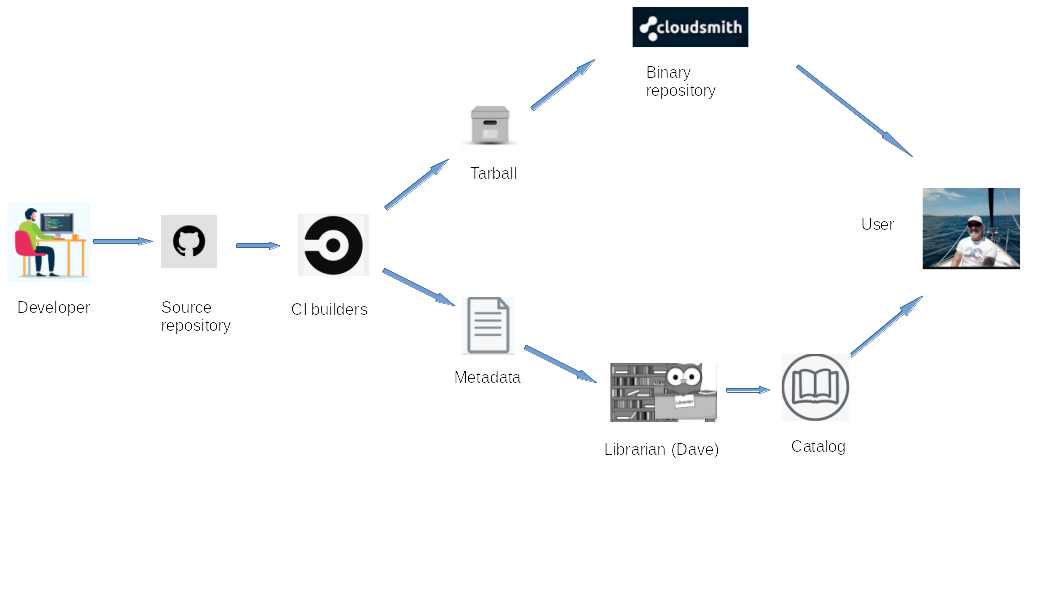 cloudsmith
Binary
repository
Tarball
User
Developer
Source
repository
CI builders
Metadata
Librarian
Librarian (Dave)
Catalog